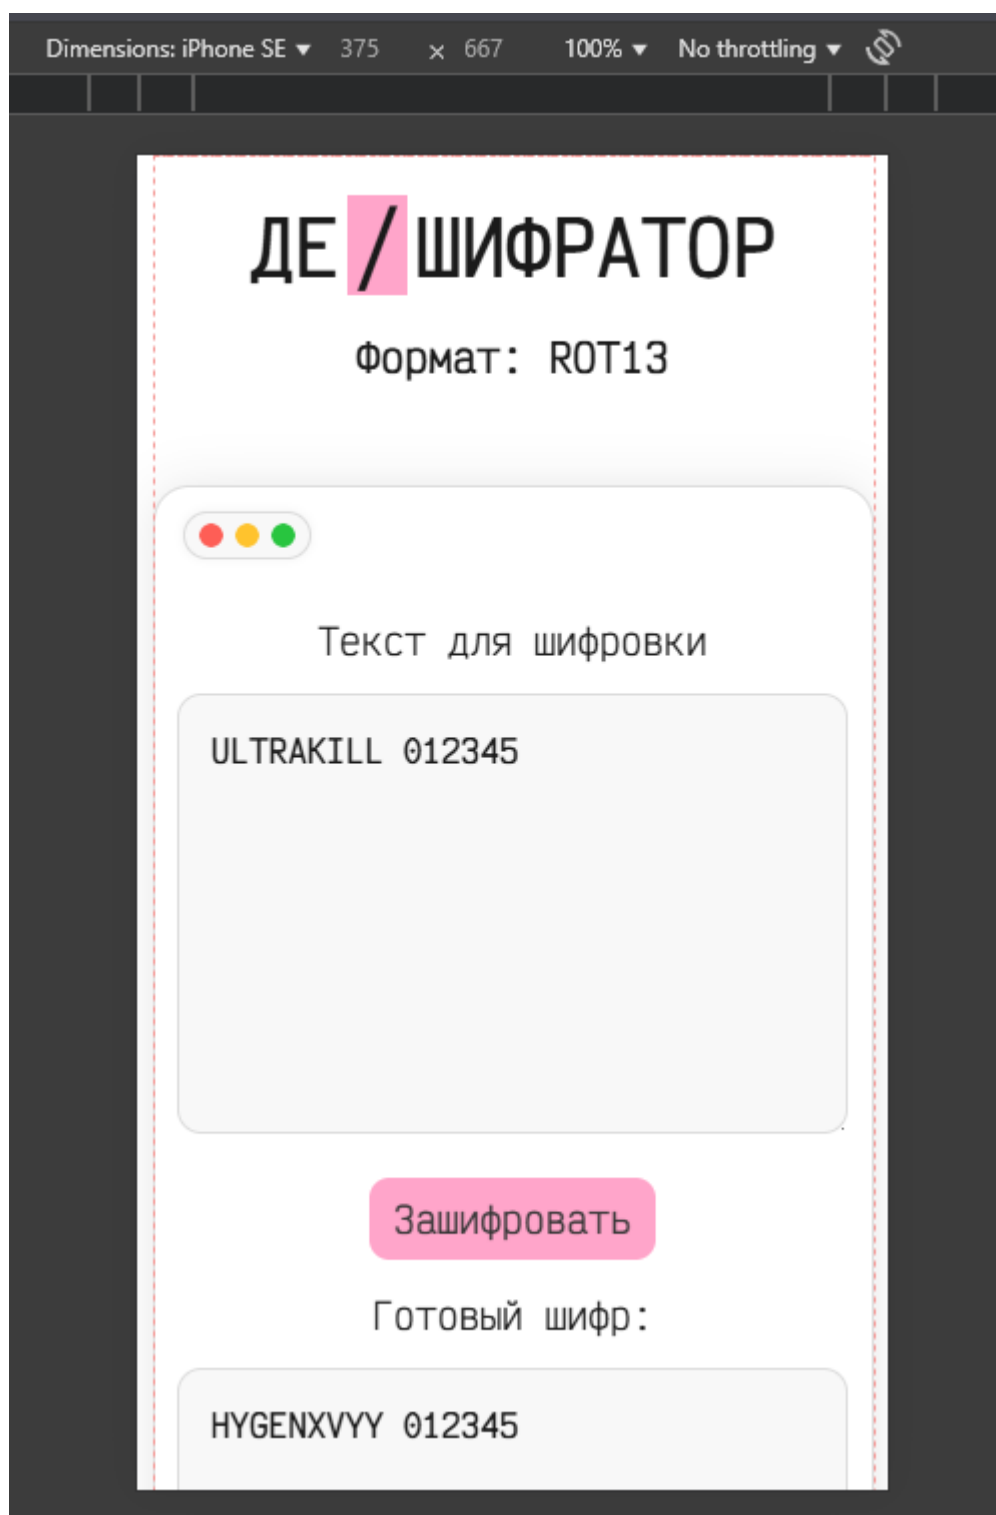 Dimensions: iPhone SE ▼ 375 × 667 100% ▼ No throttling ▼
ДЕ/ШИФРАТОР
Формат: ROT13
Текст для шифровки
ULTRAKILL 012345
Зашифровать
Готовый шифр:
HYGENXVYY 012345